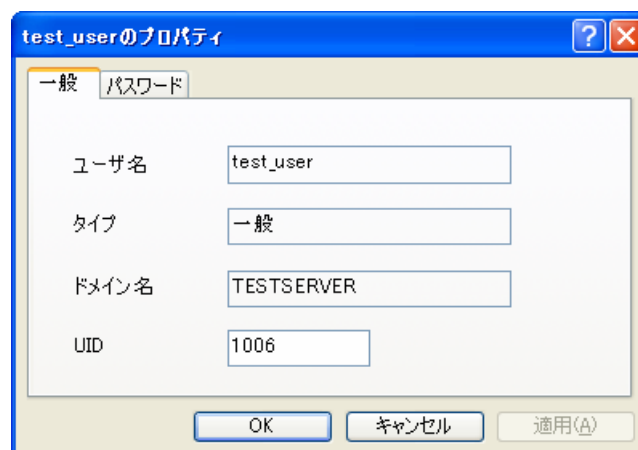 test_userのプロパティ
一般 パスワード
ユーザ名 test_user
タイプ 一般
ドメイン名 TESTSERVER
UID 1006
OK キャンセル 適用(A)